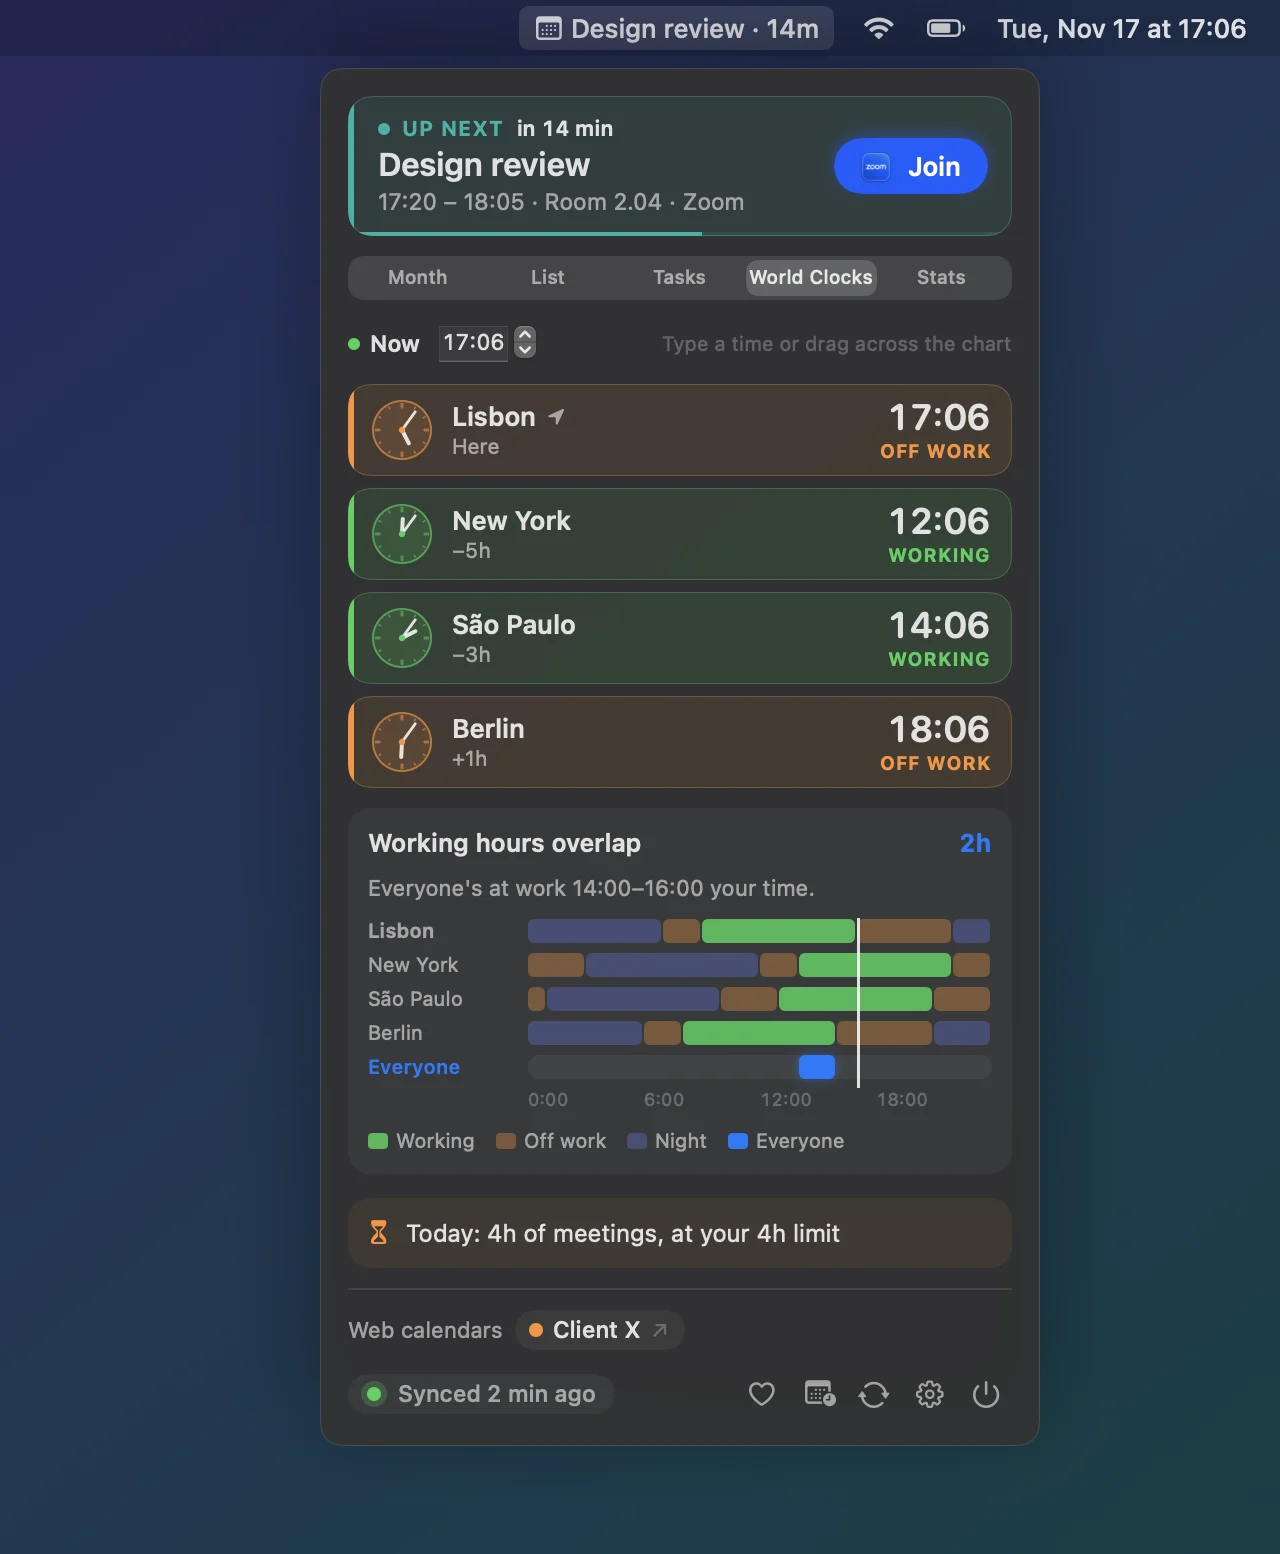 Design review · 14m
Tue, Nov 17 at 17:06
UP NEXT in 14 min
Design review
17:20 – 18:05 · Room 2.04 · Zoom
zoom Join
Month List Tasks World Clocks Stats
Now 17:06 Type a time or drag across the chart
Lisbon 17:06
Here OFF WORK
New York 12:06
–5h WORKING
São Paulo 14:06
–3h WORKING
Berlin 18:06
+1h OFF WORK
Working hours overlap 2h
Everyone's at work 14:00–16:00 your time.
Lisbon
New York
São Paulo
Berlin
Everyone
0:00 6:00 12:00 18:00
Working Off work Night Everyone
Today: 4h of meetings, at your 4h limit
Web calendars Client X
Synced 2 min ago